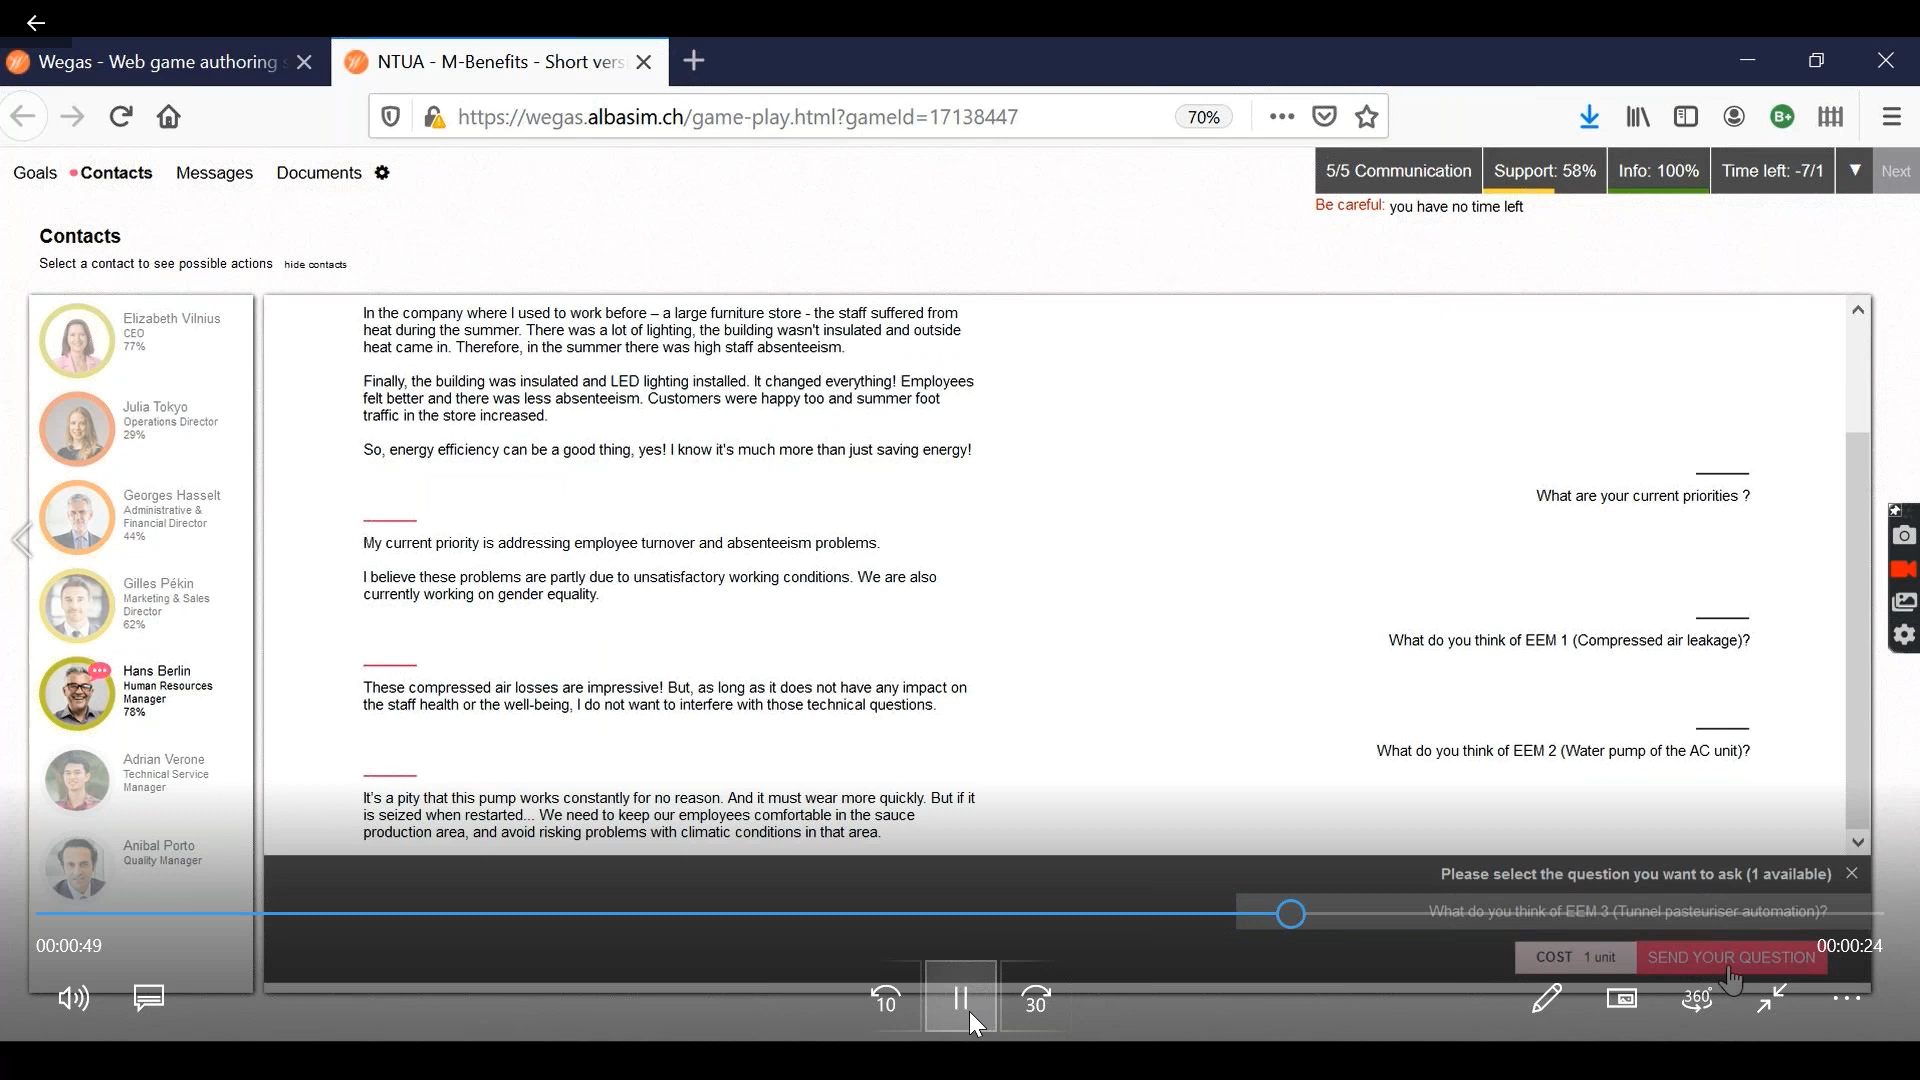 Wegas - Web game authoring s
NTUA - M-Benefits - Short vers
https://wegas.albasim.ch/game-play.html?gameId=17138447
70%
B+
Goals
Contacts
Messages
Documents
5/5 Communication
Support: 58%
Info: 100%
Time left: -7/1
Next
Be careful: you have no time left
Contacts
Select a contact to see possible actions hide contacts
Elizabeth Vilnius
CEO
77%
Julia Tokyo
Operations Director
29%
Georges Hasselt
Administrative &
Financial Director
44%
Gilles Pékin
Marketing & Sales
Director
62%
Hans Berlin
Human Resources
Manager
78%
Adrian Verone
Technical Service
Manager
Anibal Porto
Quality Manager
In the company where I used to work before – a large furniture store - the staff suffered from
heat during the summer. There was a lot of lighting, the building wasn't insulated and outside
heat came in. Therefore, in the summer there was high staff absenteeism.
Finally, the building was insulated and LED lighting installed. It changed everything! Employees
felt better and there was less absenteeism. Customers were happy too and summer foot
traffic in the store increased.
So, energy efficiency can be a good thing, yes! I know it's much more than just saving energy!
What are your current priorities ?
My current priority is addressing employee turnover and absenteeism problems.
I believe these problems are partly due to unsatisfactory working conditions. We are also
currently working on gender equality.
What do you think of EEM 1 (Compressed air leakage)?
These compressed air losses are impressive! But, as long as it does not have any impact on
the staff health or the well-being, I do not want to interfere with those technical questions.
What do you think of EEM 2 (Water pump of the AC unit)?
It's a pity that this pump works constantly for no reason. And it must wear more quickly. But if it
is seized when restarted... We need to keep our employees comfortable in the sauce
production area, and avoid risking problems with climatic conditions in that area.
Please select the question you want to ask (1 available)
What do you think of EEM 3 (Tunnel pasteuriser automation)?
00:00:49
00:00:24
COST 1 unit
SEND YOUR QUESTION
10
30
360°